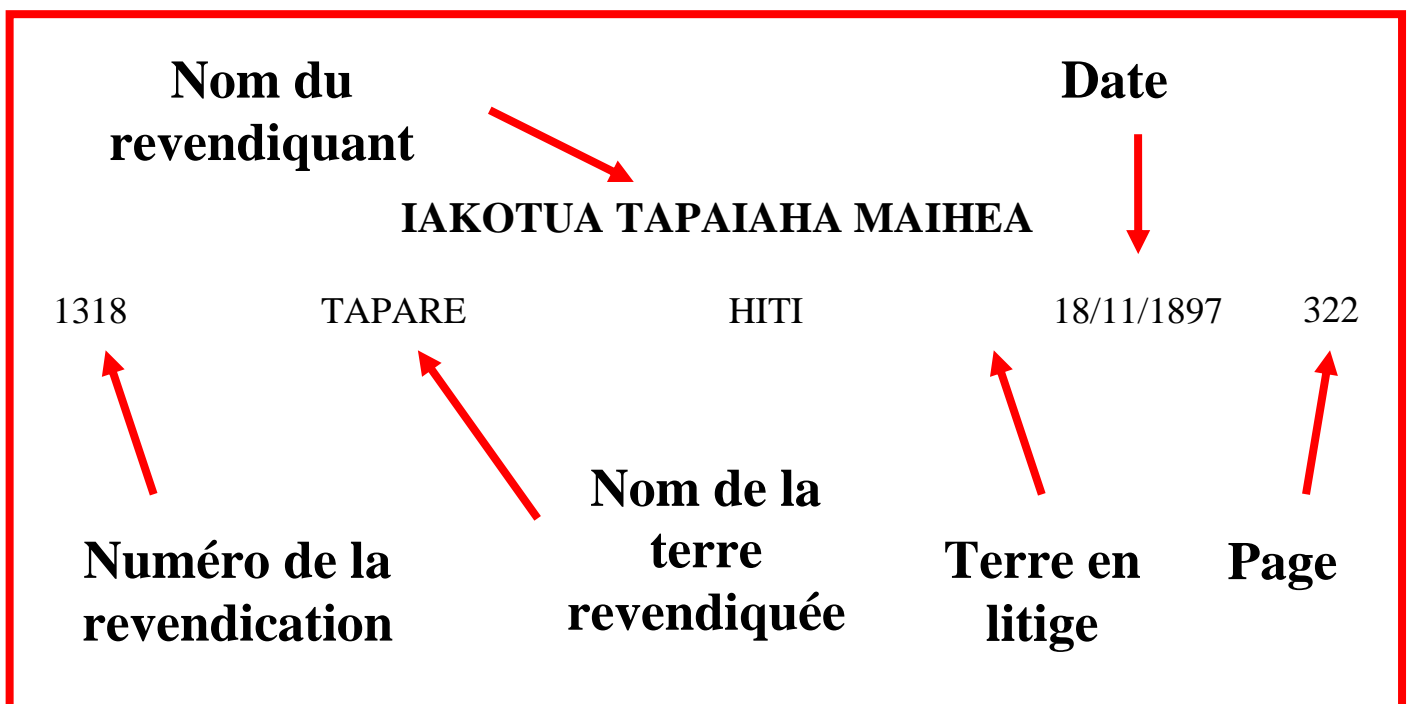 Nom du
revendiquant
Date
IAKOTUA TAPAIAHA MAIHEA
1318 TAPARE HITI 18/11/1897 322
Numéro de la
revendication
Nom de la
terre
revendiquée
Terre en
litige
Page